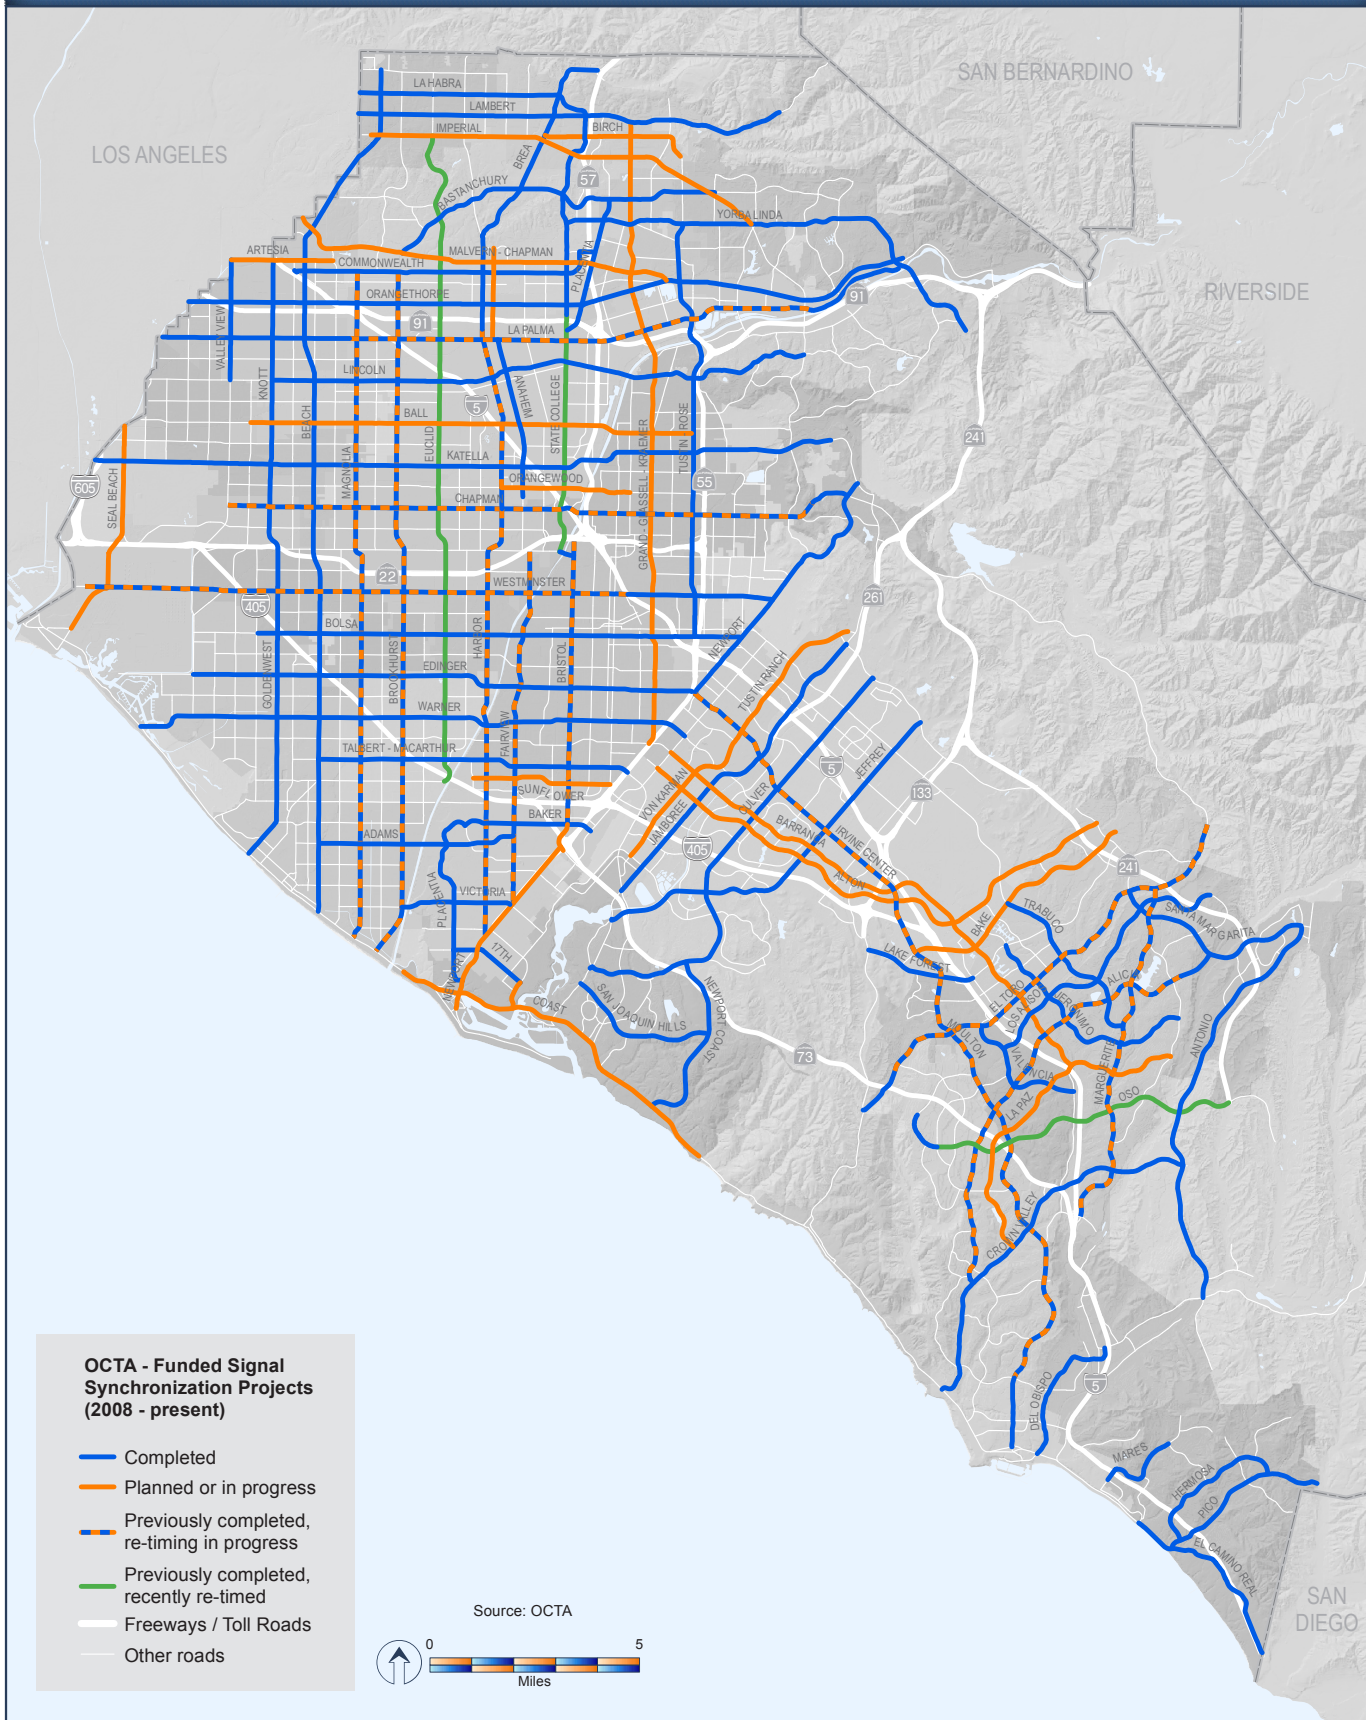 SAN BERNARDINO
LOS ANGELES
RIVERSIDE
LA HABRA
LAMBERT
IMPERIAL
BIRCH
BREA
57
BASTANCHURY
YORBA LINDA
ARTESIA
MALVERN - CHAPMAN
COMMONWEALTH
PLACENTIA
ORANGETHORPE
91
91
LA PALMA
VALLEY VIEW
LINCOLN
KNOTT
ANAHEIM
STATE COLLEGE
5
BALL
BEACH
EUCLID
KATELLA
MAGNOLIA
TUSTIN - ROSE
GRAND - GLASSELL - KRAEMER
241
605
SEAL BEACH
ORANGEWOOD
CHAPMAN
55
22
WESTMINSTER
261
405
BOLSA
NEWPORT
GOLDENWEST
BROOKHURST
EDINGER
HARBOR
BRISTOL
TUSTIN RANCH
WARNER
FAIRVIEW
TALBERT - MACARTHUR
SUNFLOWER
5
JEFFREY
133
VON KARMAN
JAMBOREE
CULVER
BAKER
ADAMS
405
BARRANCA
IRVINE CENTER
ALTON
241
PLACENTIA
VICTORIA
BAKE
TRABUCO
SANTA MARGARITA
17TH
NEWPORT
COAST
LAKE FOREST
EL TORO
LOS ALISOS
JERONIMO
ALICIA
SAN JOAQUIN HILLS
NEWPORT COAST
MOULTON
VALENCIA
MARGUERITE
ANTONIO
73
LA PAZ
OSO
CROWN VALLEY
DEL OBISPO
5
MARES
HERMOSA
PICO
EL CAMINO REAL
SAN
DIEGO
OCTA - Funded Signal
Synchronization Projects
(2008 - present)
Completed
Planned or in progress
Previously completed,
re-timing in progress
Previously completed,
recently re-timed
Freeways / Toll Roads
Other roads
Source: OCTA
0 5
Miles